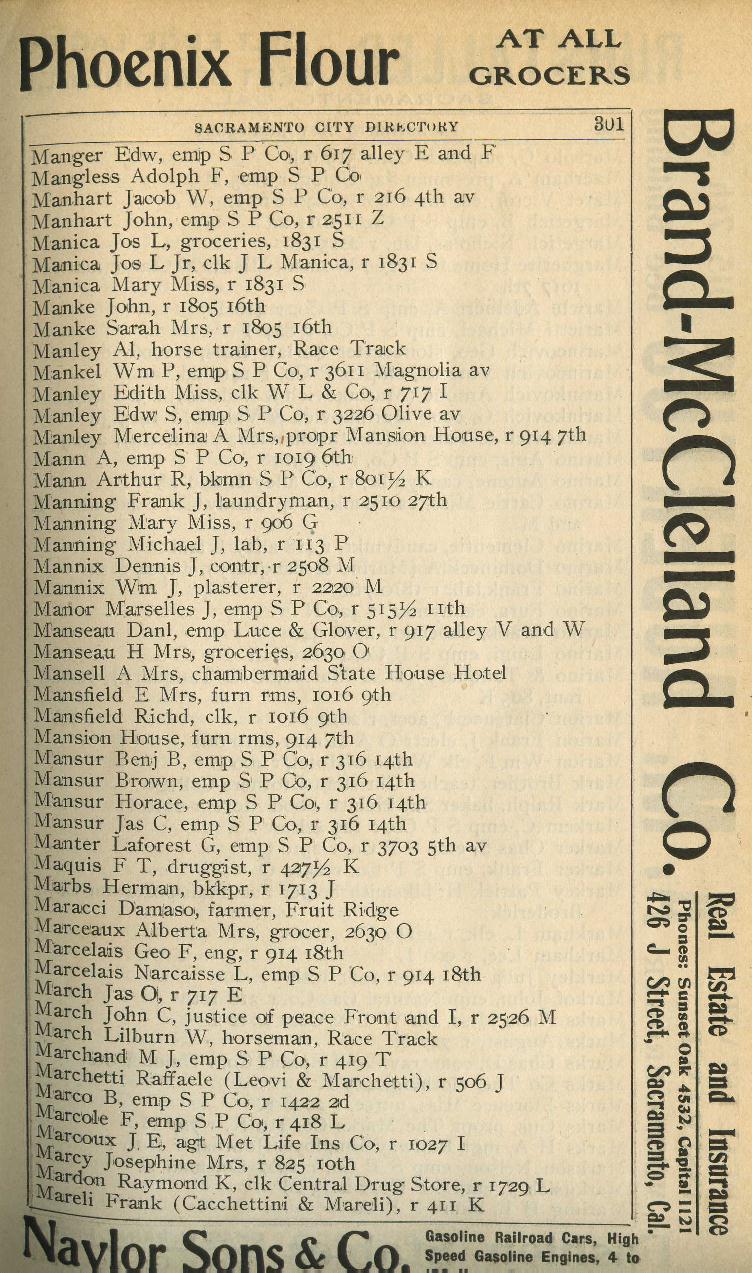 Phoenix Flour
AT ALL
GROCERS
SACRAMENTO CITY DIRECTORY 301
Manger Edw, emp S P Co, r 617 alley E and F
Mangless Adolph F, emp S P Co
Manhart Jacob W, emp S P Co, r 216 4th av
Manhart John, emp S P Co, r 2511 Z
Manica Jos L, groceries, 1831 S
Manica Jos L Jr, clk J L Manica, r 1831 S
Manica Mary Miss, r 1831 S
Manke John, r 1805 16th
Manke Sarah Mrs, r 1805 16th
Manley Al, horse trainer, Race Track
Mankel Wm P, emp S P Co, r 3611 Magnolia av
Manley Edith Miss, clk W L & Co, r 717 I
Manley Edw S, emp S P Co, r 3226 Olive av
Manley Mercelina A Mrs, propr Mansion House, r 914 7th
Mann A, emp S P Co, r 1019 6th
Mann Arthur R, bkmn S P Co, r 801½ K
Manning Frank J, laundryman, r 2510 27th
Manning Mary Miss, r 906 G
Manning Michael J, lab, r 113 P
Mannix Dennis J, contr, r 2508 M
Mannix Wm J, plasterer, r 2220 M
Manor Marselles J, emp S P Co, r 515½ 11th
Manseau Danl, emp Luce & Glover, r 917 alley V and W
Manseau H Mrs, groceries, 2630 O
Mansell A Mrs, chambermaid State House Hotel
Mansfield E Mrs, furn rms, 1016 9th
Mansfield Richd, clk, r 1016 9th
Mansion House, furn rms, 914 7th
Mansur Benj B, emp S P Co, r 316 14th
Mansur Brown, emp S P Co, r 316 14th
Mansur Horace, emp S P Co, r 316 14th
Mansur Jas C, emp S P Co, r 316 14th
Manter Laforest G, emp S P Co, r 3703 5th av
Maquis F T, druggist, r 427½ K
Marbs Herman, bkkpr, r 1713 J
Maracci Damaso, farmer, Fruit Ridge
Marceaux Alberta Mrs, grocer, 2630 O
Marcelais Geo F, eng, r 914 18th
Marcelais Narcaisse L, emp S P Co, r 914 18th
March Jas O, r 717 E
March John C, justice of peace Front and I, r 2526 M
March Lilburn W, horseman, Race Track
Marchand M J, emp S P Co, r 419 T
Marchetti Raffaele (Leovi & Marchetti), r 506 J
Marco B, emp S P Co, r 1422 2d
Marcole F, emp S P Co, r 418 L
Marcoux J E, agt Met Life Ins Co, r 1027 I
Marcy Josephine Mrs, r 825 10th
Mardon Raymond K, clk Central Drug Store, r 1729 L
Mareli Frank (Cacchettini & Mareli), r 411 K
Brand-McClelland Co.
Real Estate and Insurance
Phones: Sunset Oak 4532, Capital 1121
426 J Street, Sacramento, Cal.
Naylor Sons & Co.
Gasoline Railroad Cars, High
Speed Gasoline Engines, 4 to